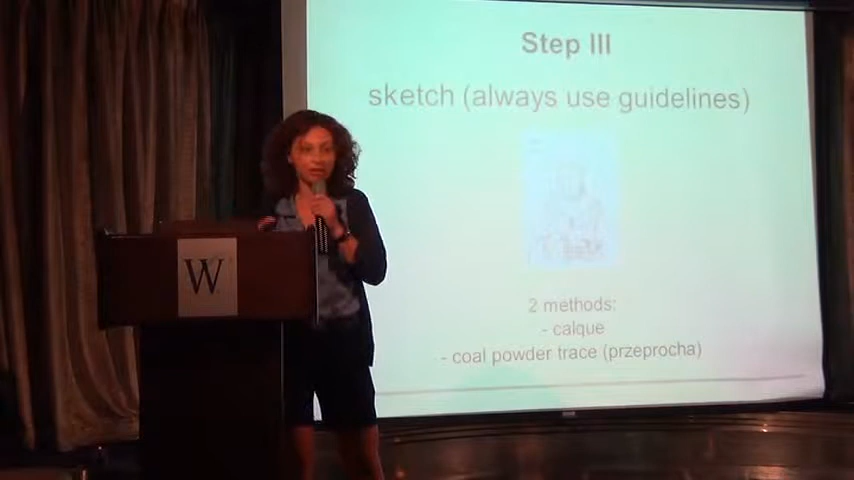 Step III
sketch (always use guidelines)
2 methods:
- calque
- coal powder trace (przeprocha)
W